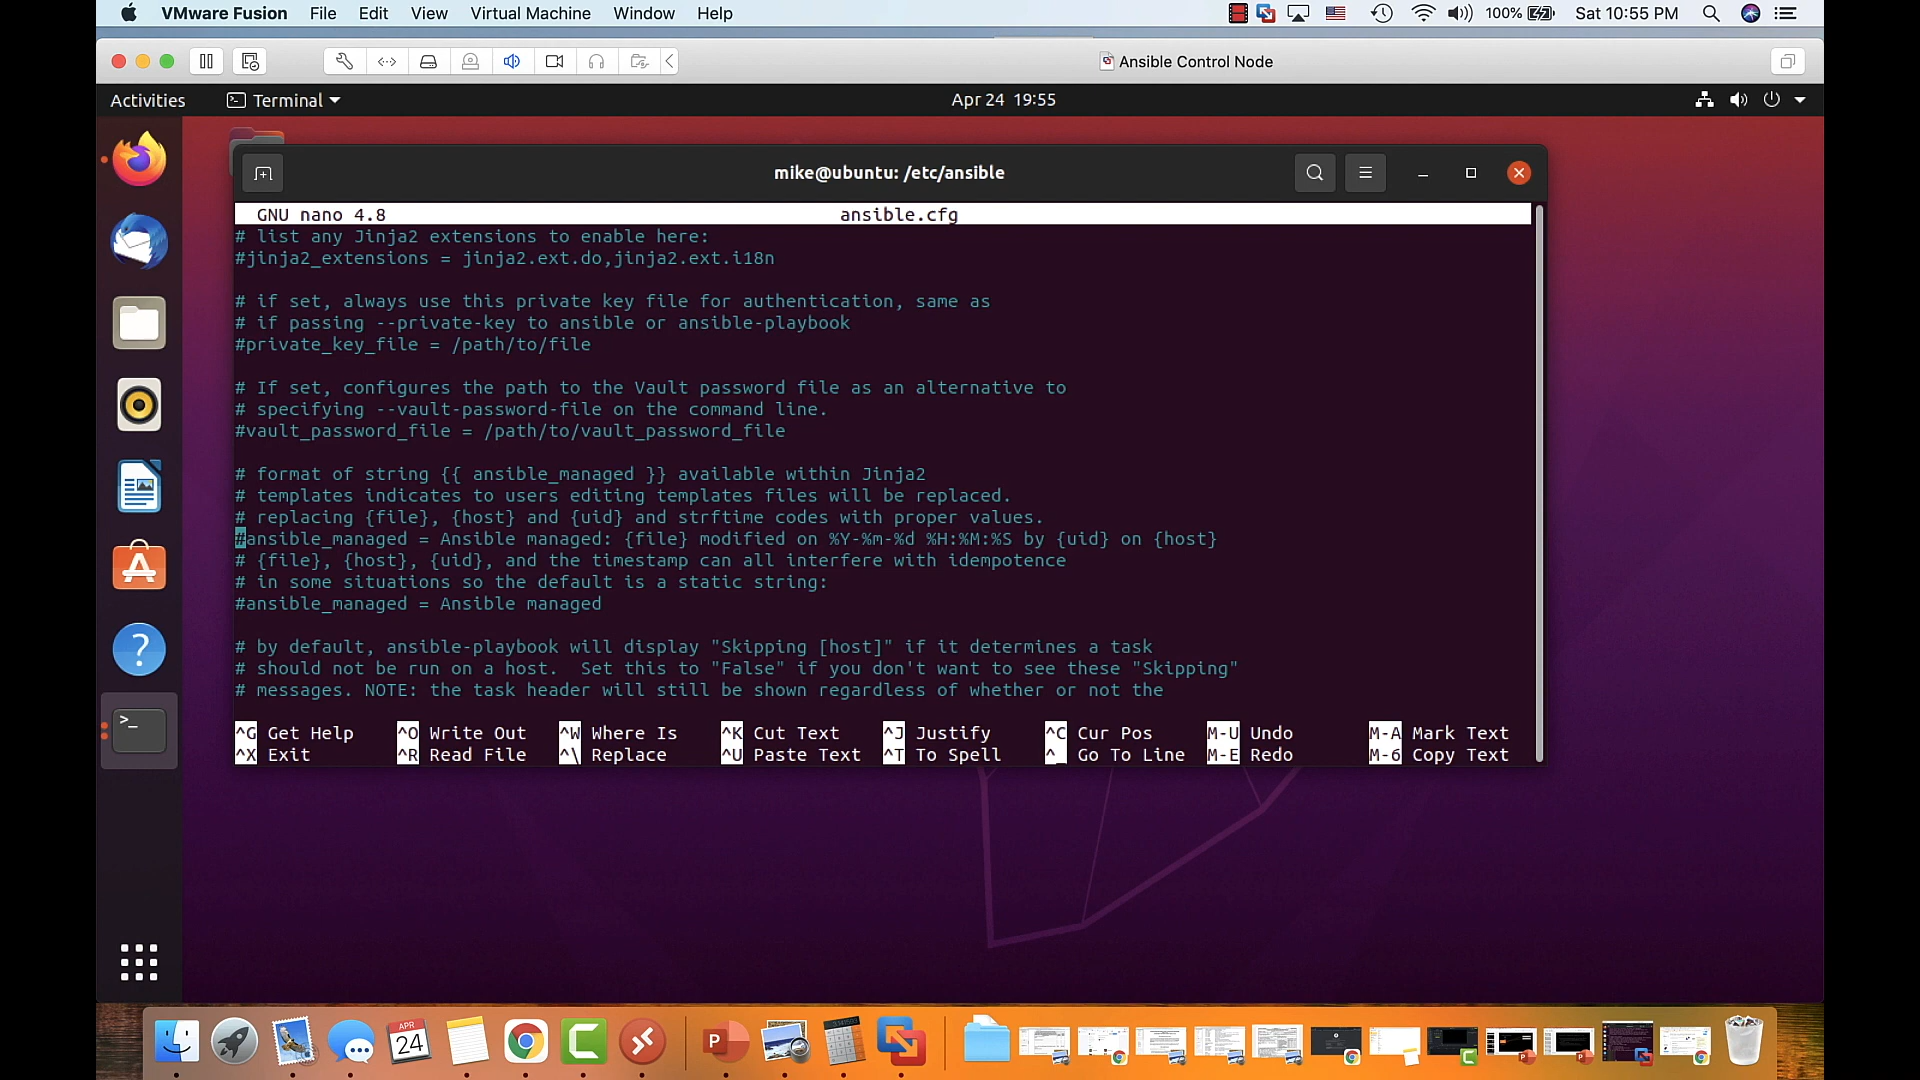 VMware Fusion File Edit View Virtual Machine Window Help 100% Sat 10:55 PM
Ansible Control Node
Activities Terminal Apr 24 19:55
mike@ubuntu: /etc/ansible
GNU nano 4.8 ansible.cfg
# list any Jinja2 extensions to enable here:
#jinja2_extensions = jinja2.ext.do,jinja2.ext.i18n
# if set, always use this private key file for authentication, same as
# if passing --private-key to ansible or ansible-playbook
#private_key_file = /path/to/file
# If set, configures the path to the Vault password file as an alternative to
# specifying --vault-password-file on the command line.
#vault_password_file = /path/to/vault_password_file
# format of string {{ ansible_managed }} available within Jinja2
# templates indicates to users editing templates files will be replaced.
# replacing {file}, {host} and {uid} and strftime codes with proper values.
#ansible_managed = Ansible managed: {file} modified on %Y-%m-%d %H:%M:%S by {uid} on {host}
# {file}, {host}, {uid}, and the timestamp can all interfere with idempotence
# in some situations so the default is a static string:
#ansible_managed = Ansible managed
# by default, ansible-playbook will display "Skipping [host]" if it determines a task
# should not be run on a host.  Set this to "False" if you don't want to see these "Skipping"
# messages. NOTE: the task header will still be shown regardless of whether or not the
^G Get Help ^O Write Out ^W Where Is ^K Cut Text ^J Justify ^C Cur Pos M-U Undo M-A Mark Text
^X Exit ^R Read File ^\ Replace ^U Paste Text ^T To Spell ^_ Go To Line M-E Redo M-6 Copy Text
APR
24
P